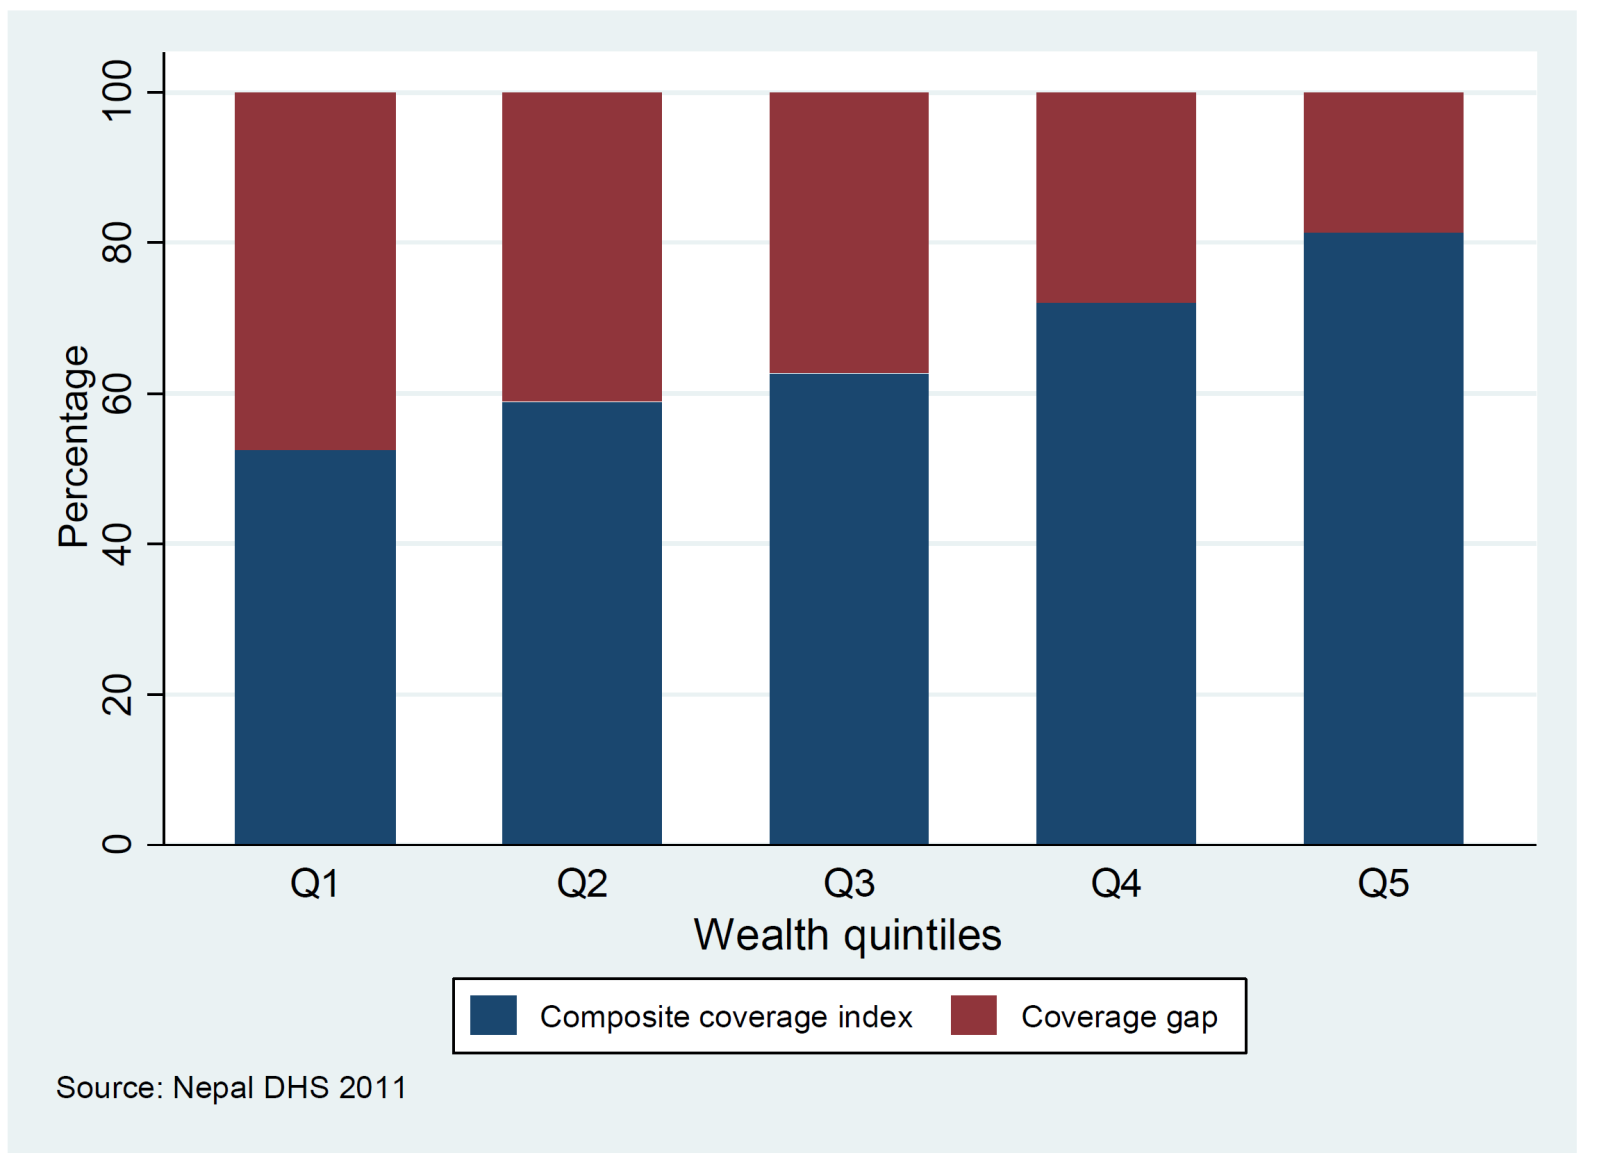 100
80
60
40
20
0
Percentage
Q1 Q2 Q3 Q4 Q5
Wealth quintiles
Composite coverage index Coverage gap
Source: Nepal DHS 2011